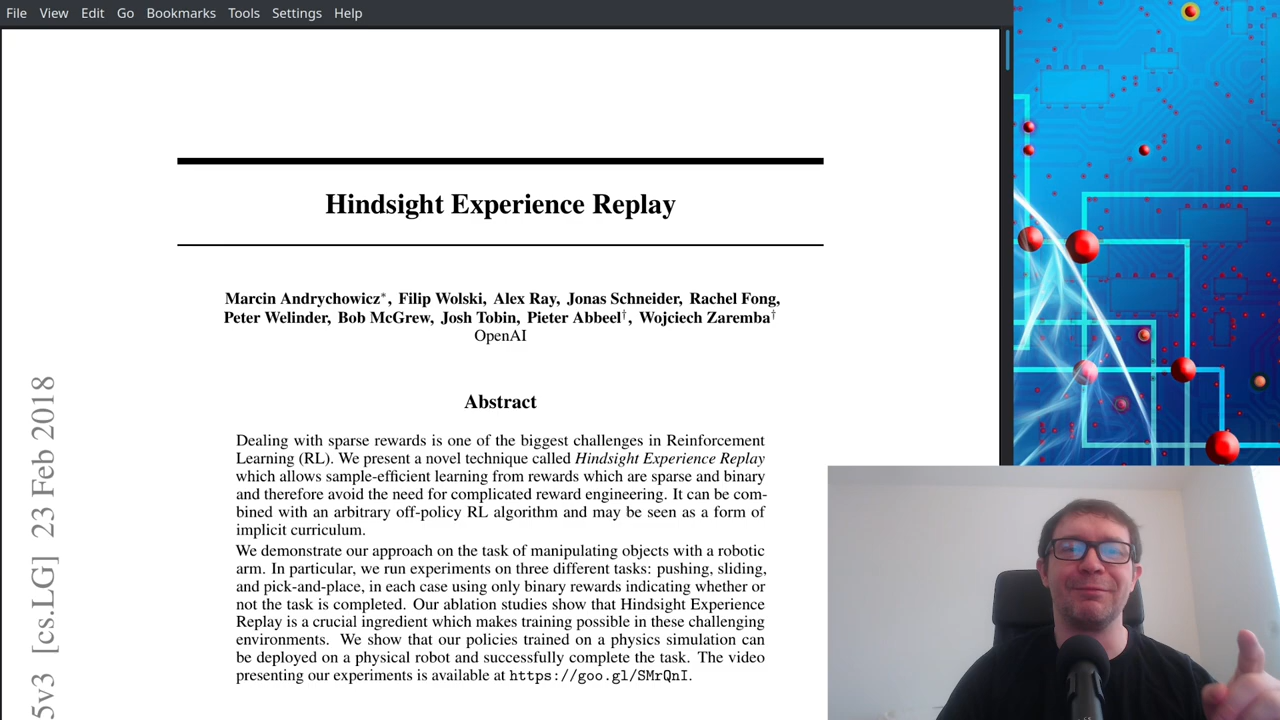 File View Edit Go Bookmarks Tools Settings Help
Hindsight Experience Replay
Marcin Andrychowicz*, Filip Wolski, Alex Ray, Jonas Schneider, Rachel Fong,
Peter Welinder, Bob McGrew, Josh Tobin, Pieter Abbeel†, Wojciech Zaremba†
OpenAI
Abstract
Dealing with sparse rewards is one of the biggest challenges in Reinforcement
Learning (RL). We present a novel technique called Hindsight Experience Replay
which allows sample-efficient learning from rewards which are sparse and binary
and therefore avoid the need for complicated reward engineering. It can be com-
bined with an arbitrary off-policy RL algorithm and may be seen as a form of
implicit curriculum.
We demonstrate our approach on the task of manipulating objects with a robotic
arm. In particular, we run experiments on three different tasks: pushing, sliding,
and pick-and-place, in each case using only binary rewards indicating whether or
not the task is completed. Our ablation studies show that Hindsight Experience
Replay is a crucial ingredient which makes training possible in these challenging
environments. We show that our policies trained on a physics simulation can
be deployed on a physical robot and successfully complete the task. The video
presenting our experiments is available at https://goo.gl/SMrQnI.
5v3 [cs.LG] 23 Feb 2018